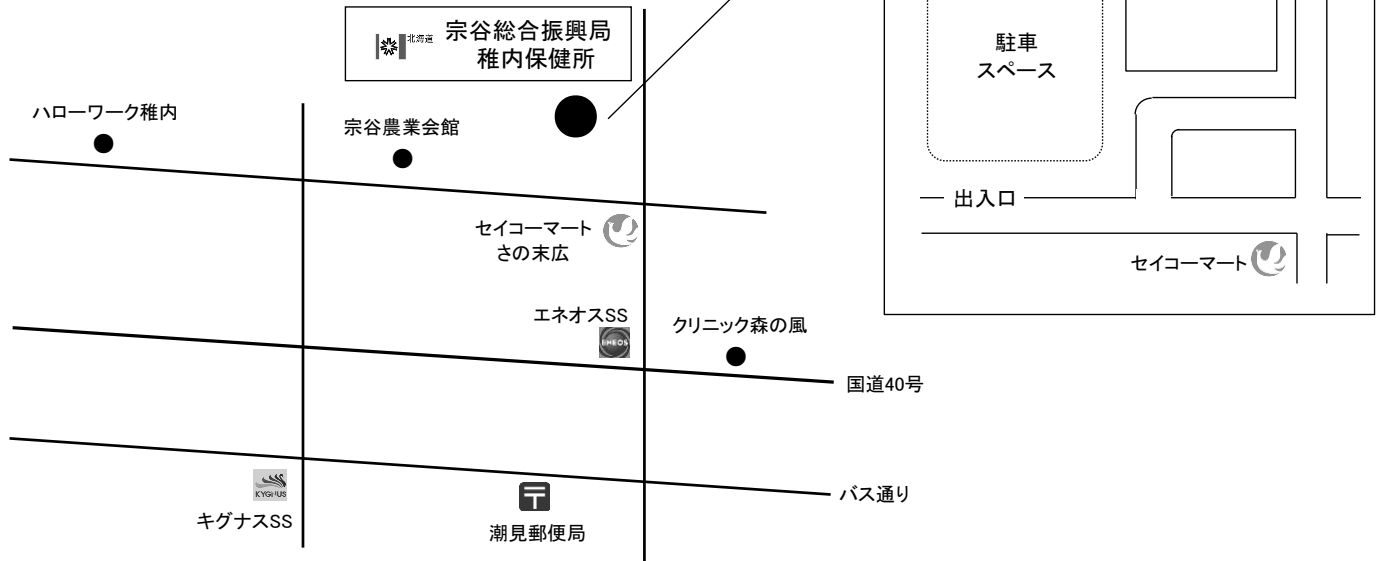 北海道
宗谷総合振興局
稚内保健所
駐車
スペース
ハローワーク稚内
宗谷農業会館
出入口
セイコーマート
さの末広
セイコーマート
エネオスSS
ENEOS
クリニック森の風
国道40号
バス通り
KYGNUS
キグナスSS
潮見郵便局